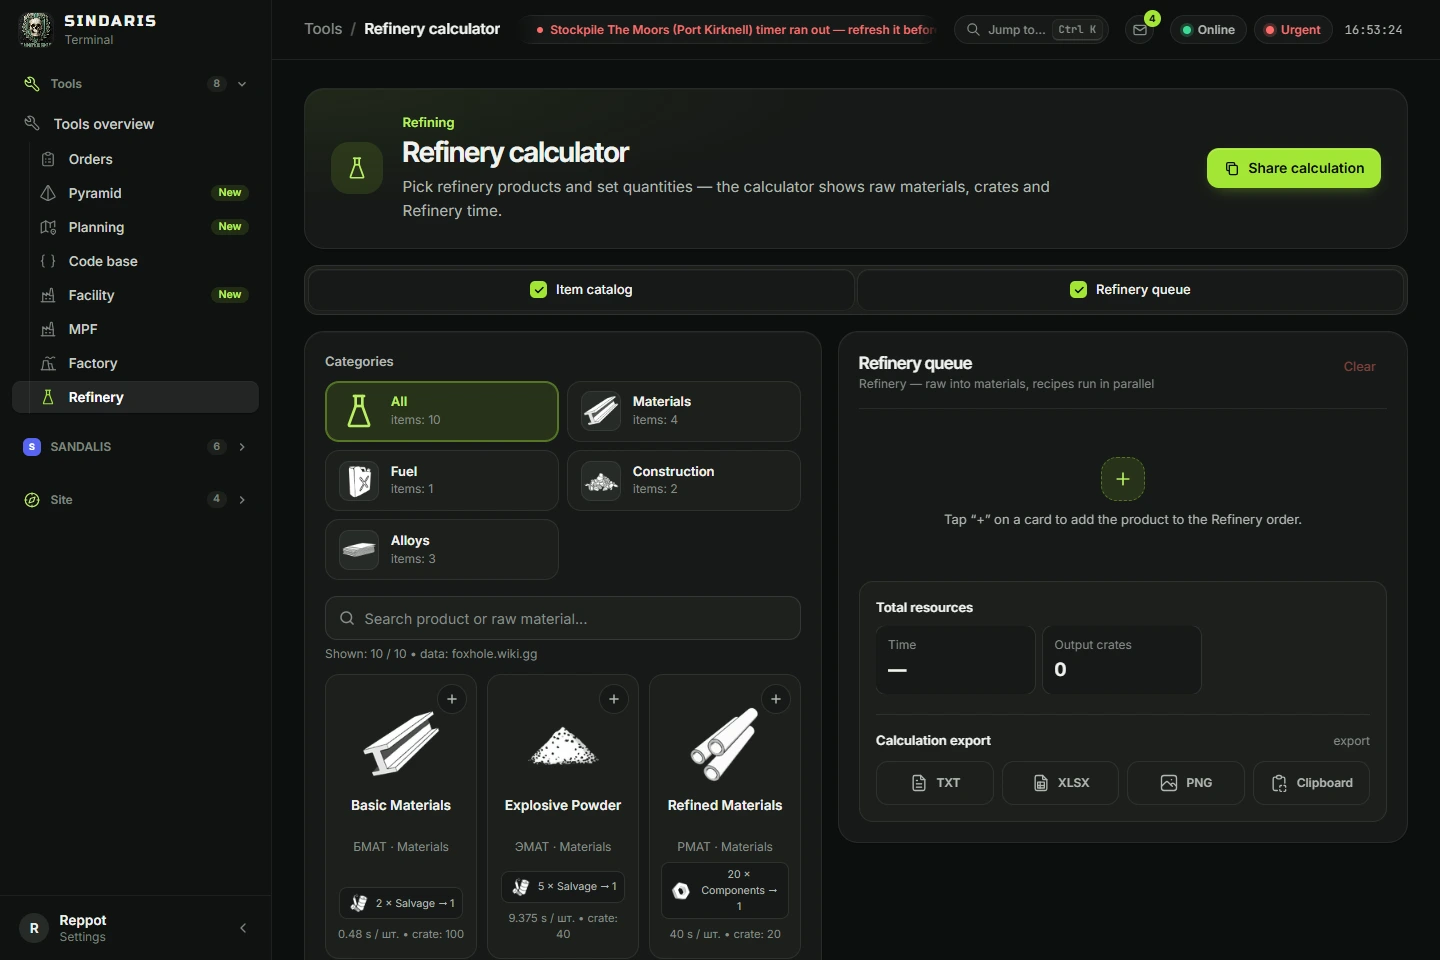 SINDARIS
Terminal
Tools / Refinery calculator
Stockpile The Moors (Port Kirknell) timer ran out — refresh it befor
Jump to... Ctrl K
4
Online
Urgent
16:53:24
Tools 8
Tools overview
Orders
Pyramid New
Planning New
Code base
Facility New
MPF
Factory
Refinery
S SANDALIS 6
Site 4
R Reppot
Settings
Refining
Refinery calculator
Pick refinery products and set quantities — the calculator shows raw materials, crates and
Refinery time.
Share calculation
Item catalog
Refinery queue
Categories
All
items: 10
Materials
items: 4
Fuel
items: 1
Construction
items: 2
Alloys
items: 3
Search product or raw material...
Shown: 10 / 10 • data: foxhole.wiki.gg
Basic Materials
БМАТ · Materials
2 × Salvage → 1
0.48 s / шт. • crate: 100
Explosive Powder
ЭМАТ · Materials
5 × Salvage → 1
9.375 s / шт. • crate:
40
Refined Materials
РМАТ · Materials
20 ×
Components →
1
40 s / шт. • crate: 20
Refinery queue
Refinery — raw into materials, recipes run in parallel
Clear
Tap “+” on a card to add the product to the Refinery order.
Total resources
Time
—
Output crates
0
Calculation export
export
TXT
XLSX
PNG
Clipboard